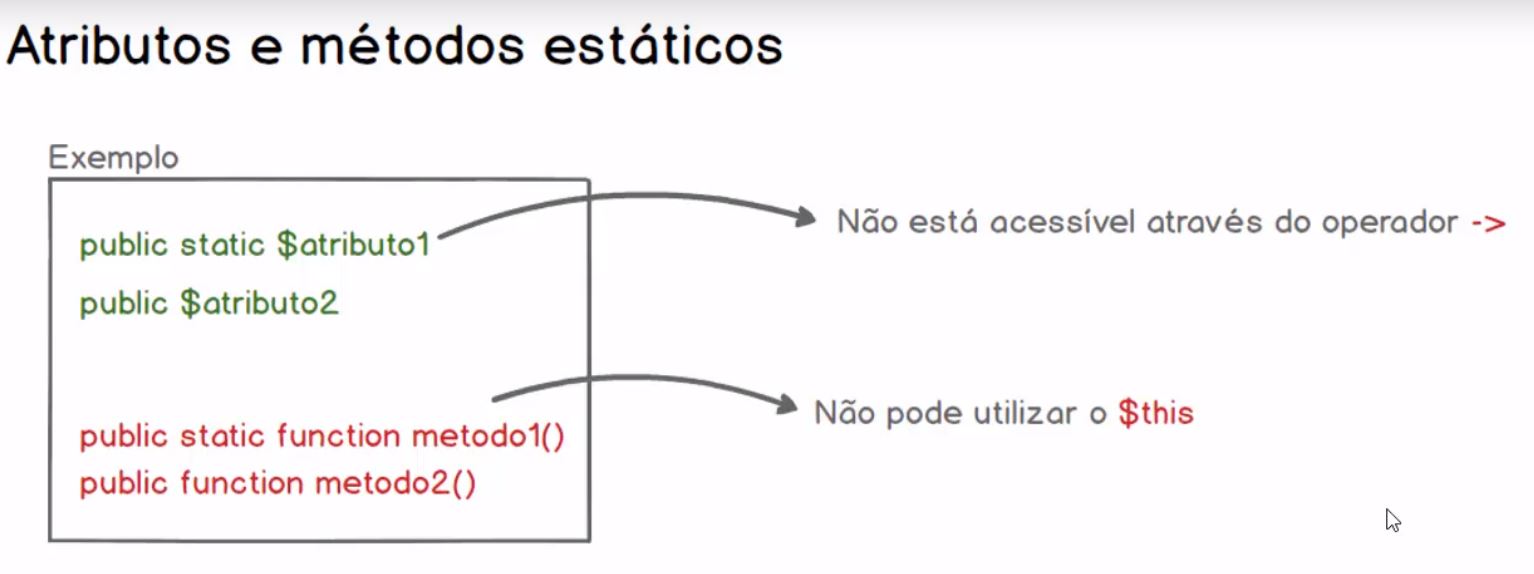 Atributos e métodos estáticos
Exemplo
public static $atributo1
Não está acessível através do operador ->
public $atributo2
Não pode utilizar o $this
public static function metodo1()
public function metodo2()